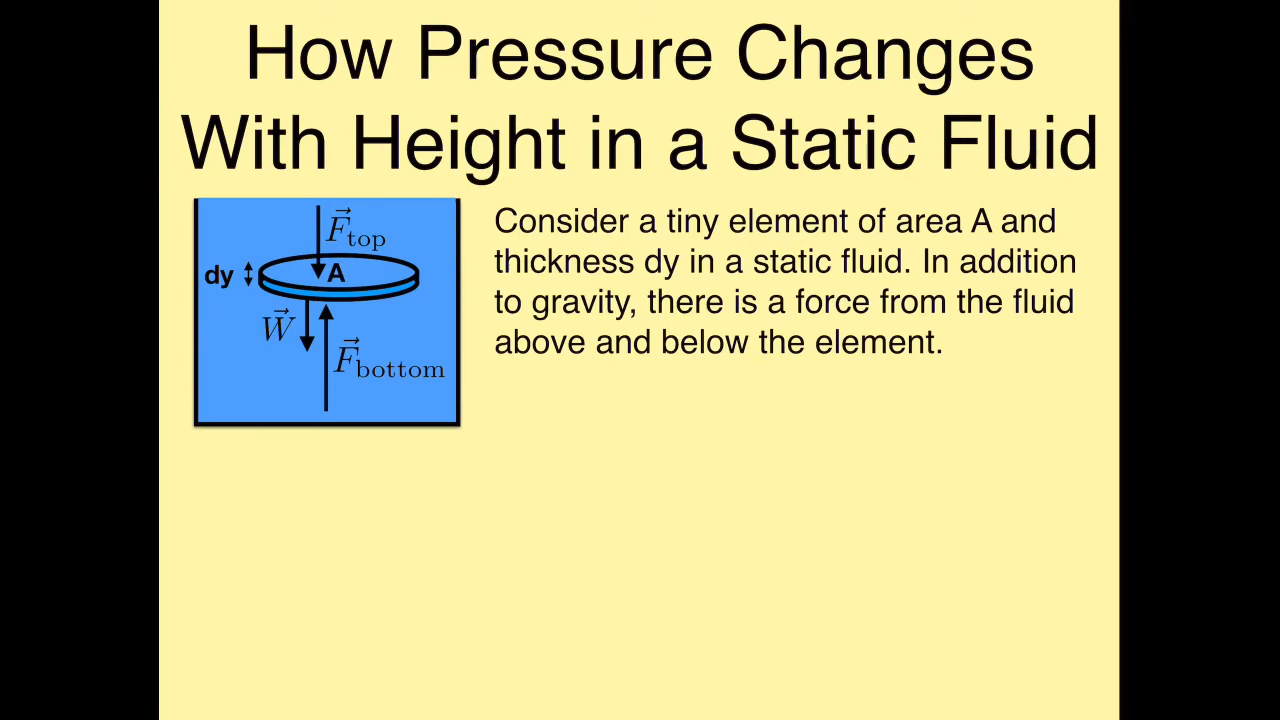 How Pressure Changes
With Height in a Static Fluid
F⃗top
dy
A
W⃗
F⃗bottom
Consider a tiny element of area A and
thickness dy in a static fluid. In addition
to gravity, there is a force from the fluid
above and below the element.